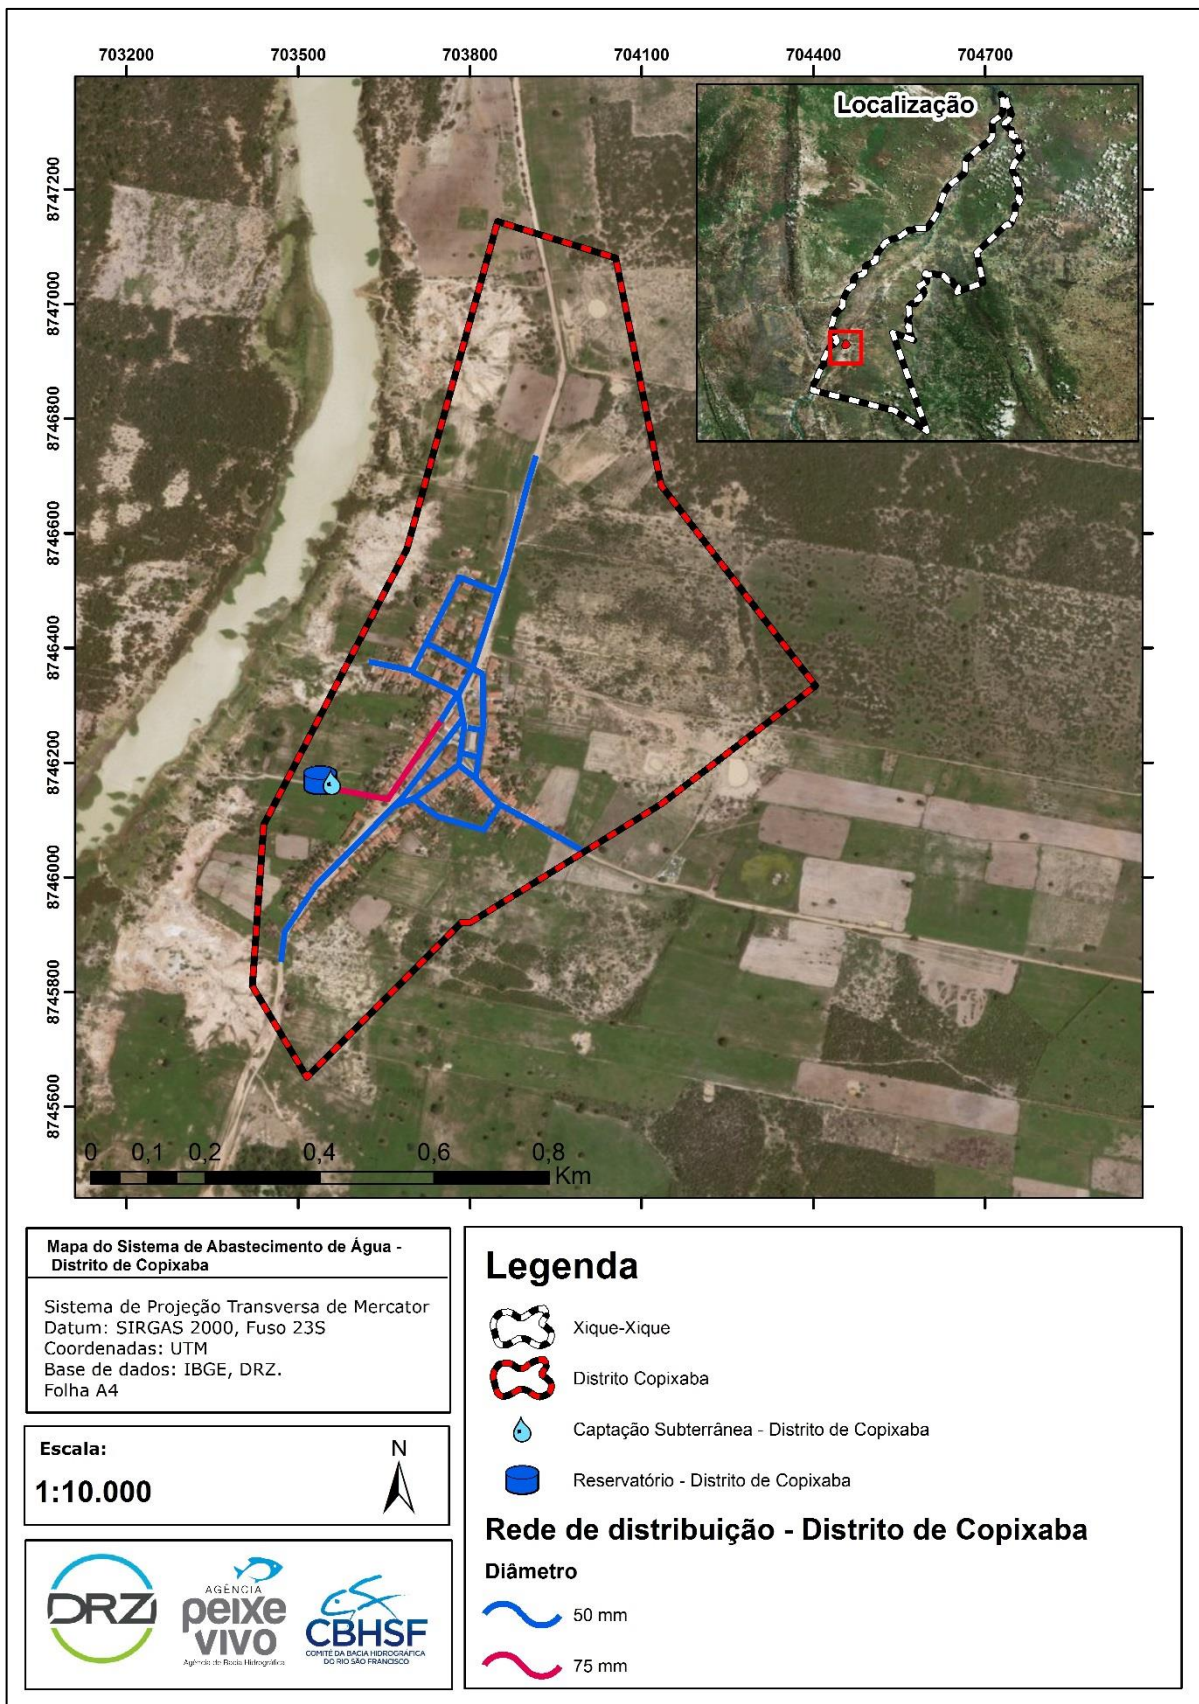 703200 703500 703800 704100 704400 704700
Localização
8747200
8747000
8746800
8746600
8746400
8746200
8746000
8745800
8745600
0 0,1 0,2 0,4 0,6 0,8
Km
Mapa do Sistema de Abastecimento de Água -
Distrito de Copixaba
Sistema de Projeção Transversa de Mercator
Datum: SIRGAS 2000, Fuso 23S
Coordenadas: UTM
Base de dados: IBGE, DRZ.
Folha A4
Escala:
1:10.000
N
DRZ
AGÊNCIA
peixe
vivo
Agência de Bacia Hidrográfica
CBHSF
COMITÊ DA BACIA HIDROGRÁFICA
DO RIO SÃO FRANCISCO
Legenda
Xique-Xique
Distrito Copixaba
Captação Subterrânea - Distrito de Copixaba
Reservatório - Distrito de Copixaba
Rede de distribuição - Distrito de Copixaba
Diâmetro
50 mm
75 mm